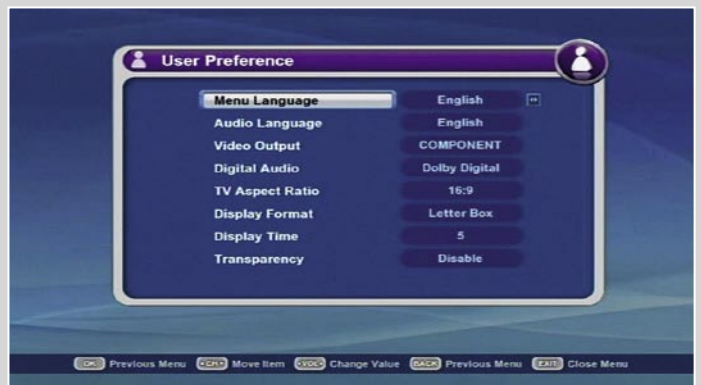 User Preference
Menu Language English
Audio Language English
Video Output COMPONENT
Digital Audio Dolby Digital
TV Aspect Ratio 16:9
Display Format Letter Box
Display Time 5
Transparency Disable
OK Previous Menu CH Move Item VOL Change Value BACK Previous Menu EXIT Close Menu